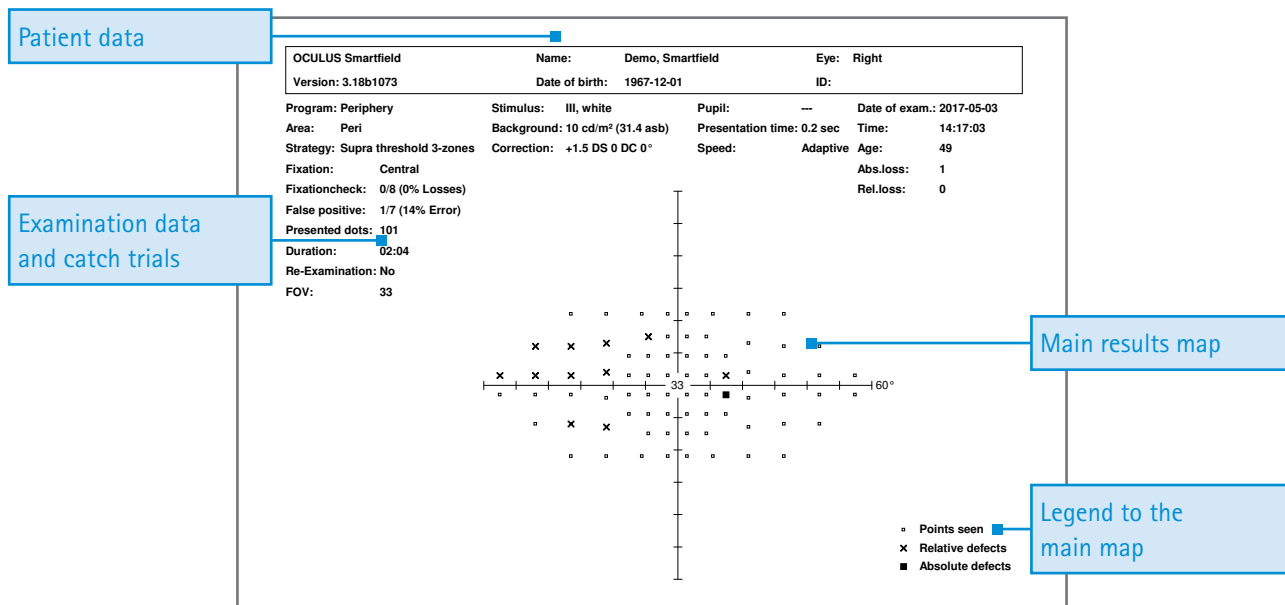 Patient data
OCULUS Smartfield Name: Demo, Smartfield Eye: Right
Version: 3.18b1073 Date of birth: 1967-12-01 ID:
Program: Periphery Stimulus: III, white Pupil: --- Date of exam.: 2017-05-03
Area: Peri Background: 10 cd/m² (31.4 asb) Presentation time: 0.2 sec Time: 14:17:03
Strategy: Supra threshold 3-zones Correction: +1.5 DS 0 DC 0° Speed: Adaptive Age: 49
Fixation: Central Abs.loss: 1
Fixationcheck: 0/8 (0% Losses) Rel.loss: 0
False positive: 1/7 (14% Error)
Presented dots: 101
Duration: 02:04
Re-Examination: No
FOV: 33
Examination data
and catch trials
Main results map
33 60°
Legend to the
main map
Points seen
Relative defects
Absolute defects